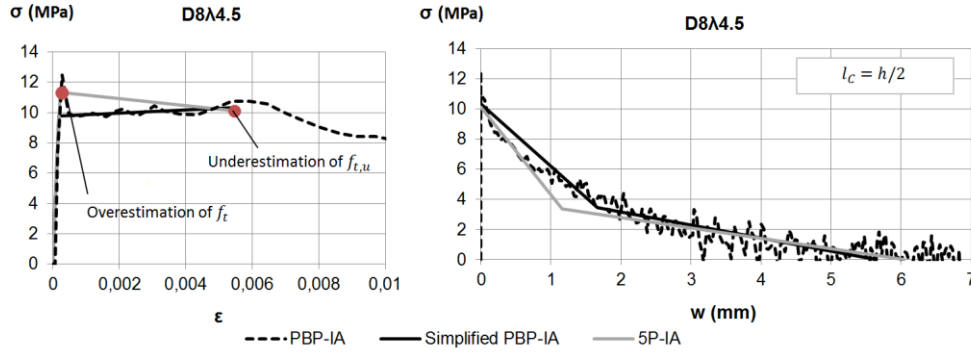 σ (MPa)
D8λ4.5
14
12
10
8
6
4
2
0
0
0,002
0,004
0,006
0,008
0,01
ε
Underestimation of f_{t,u}
Overestimation of f_t
σ (MPa)
D8λ4.5
14
12
10
8
6
4
2
0
0
1
2
3
4
5
6
7
w (mm)
l_C = h/2
PBP-IA
Simplified PBP-IA
5P-IA